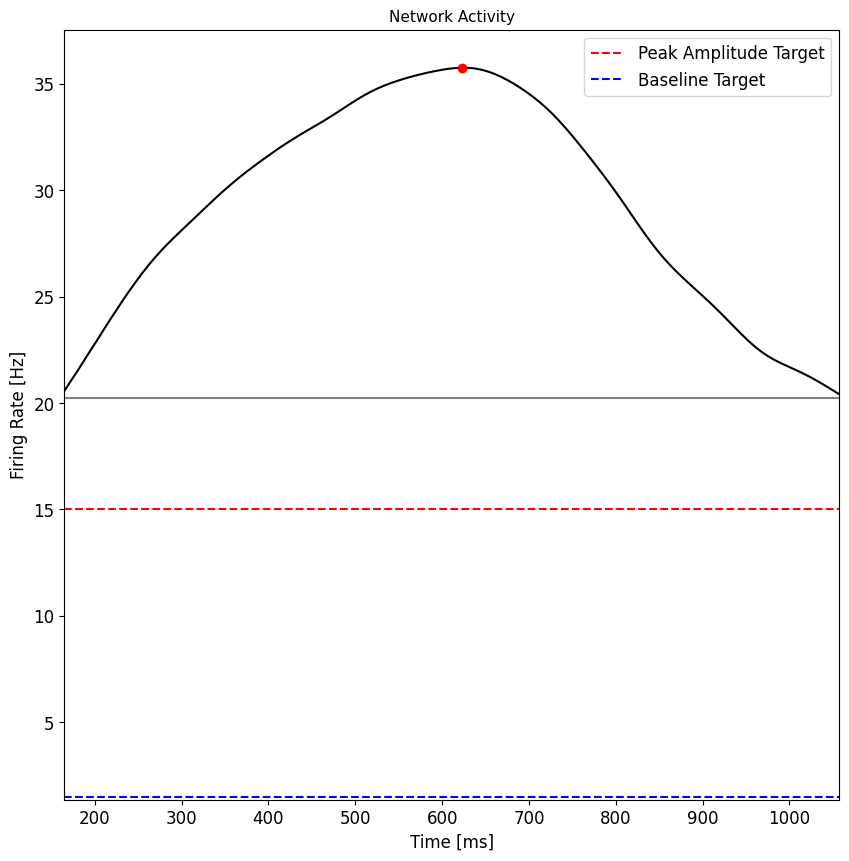 Network Activity
Peak Amplitude Target
Baseline Target
Firing Rate [Hz]
35
30
25
20
15
10
5
200 300 400 500 600 700 800 900 1000
Time [ms]